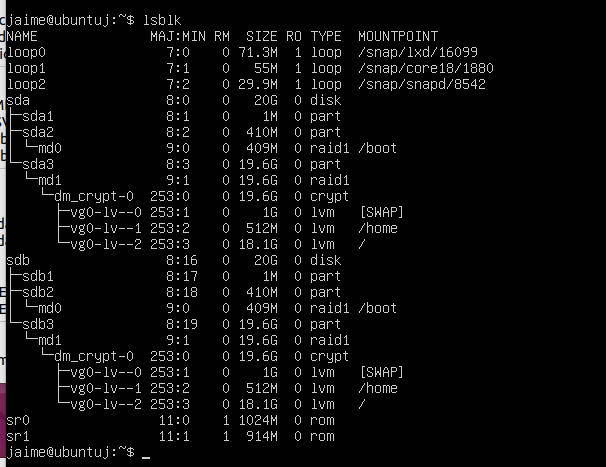 jaime@ubuntuj:~$ lsblk
NAME                MAJ:MIN RM   SIZE RO TYPE  MOUNTPOINT
loop0                 7:0    0  71.3M  1 loop  /snap/lxd/16099
loop1                 7:1    0    55M  1 loop  /snap/core18/1880
loop2                 7:2    0  29.9M  1 loop  /snap/snapd/8542
sda                   8:0    0    20G  0 disk
├─sda1                8:1    0     1M  0 part
├─sda2                8:2    0   410M  0 part
│ └─md0               9:0    0   409M  0 raid1 /boot
└─sda3                8:3    0  19.6G  0 part
  └─md1               9:1    0  19.6G  0 raid1
    └─dm_crypt-0    253:0    0  19.6G  0 crypt
      ├─vg0-lv--0   253:1    0     1G  0 lvm   [SWAP]
      ├─vg0-lv--1   253:2    0   512M  0 lvm   /home
      └─vg0-lv--2   253:3    0  18.1G  0 lvm   /
sdb                   8:16   0    20G  0 disk
├─sdb1                8:17   0     1M  0 part
├─sdb2                8:18   0   410M  0 part
│ └─md0               9:0    0   409M  0 raid1 /boot
└─sdb3                8:19   0  19.6G  0 part
  └─md1               9:1    0  19.6G  0 raid1
    └─dm_crypt-0    253:0    0  19.6G  0 crypt
      ├─vg0-lv--0   253:1    0     1G  0 lvm   [SWAP]
      ├─vg0-lv--1   253:2    0   512M  0 lvm   /home
      └─vg0-lv--2   253:3    0  18.1G  0 lvm   /
sr0                  11:0    1  1024M  0 rom
sr1                  11:1    1   914M  0 rom
jaime@ubuntuj:~$ _